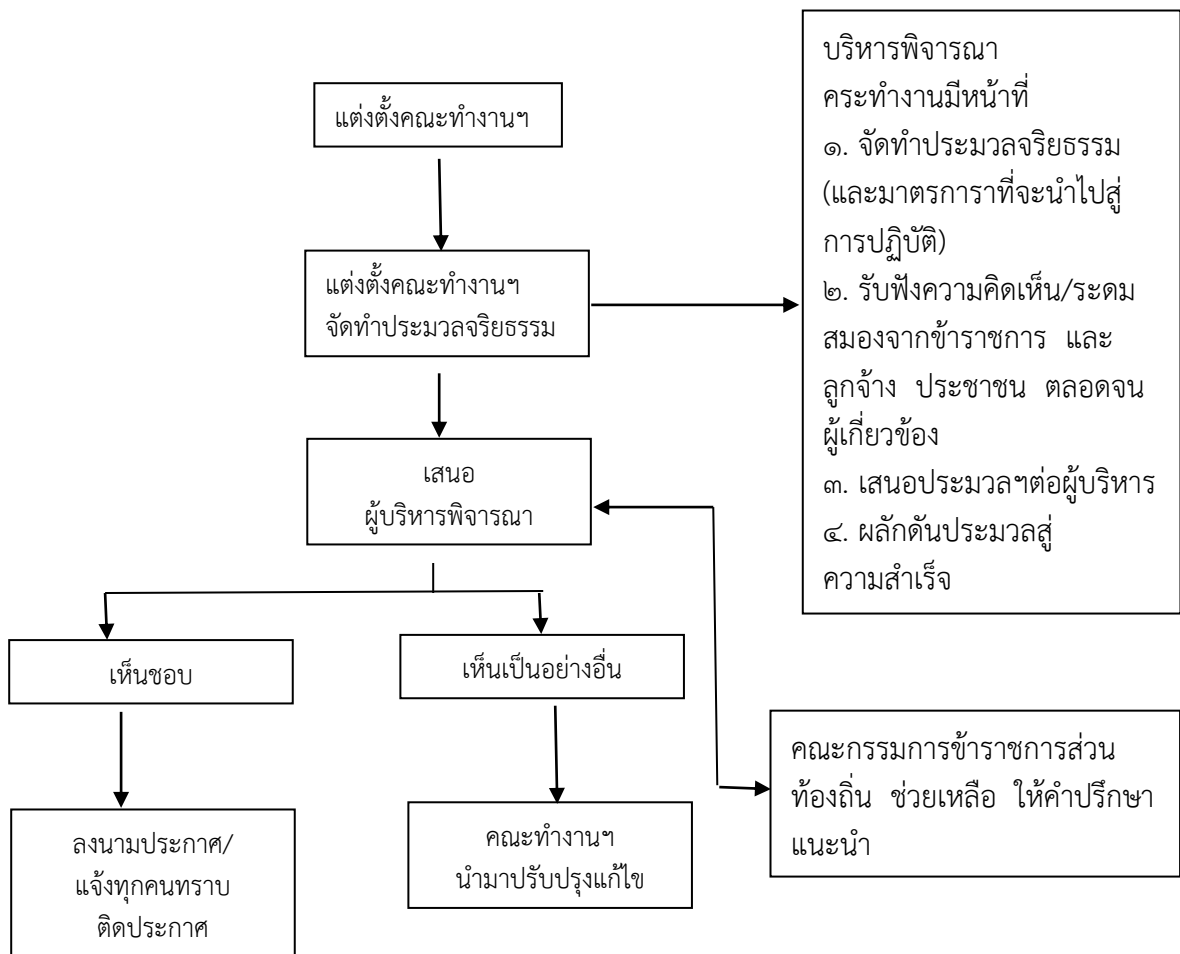 แต่งตั้งคณะทำงานฯ
แต่งตั้งคณะทำงานฯ
จัดทำประมวลจริยธรรม
บริหารพิจารณา
คระทำงานมีหน้าที่
๑. จัดทำประมวลจริยธรรม
(และมาตรการาที่จะนำไปสู่
การปฏิบัติ)
๒. รับฟังความคิดเห็น/ระดม
สมองจากข้าราชการ และ
ลูกจ้าง ประชาชน ตลอดจน
ผู้เกี่ยวข้อง
๓. เสนอประมวลฯต่อผู้บริหาร
๔. ผลักดันประมวลสู่
ความสำเร็จ
เสนอ
ผู้บริหารพิจารณา
เห็นชอบ
เห็นเป็นอย่างอื่น
คณะกรรมการข้าราชการส่วน
ท้องถิ่น ช่วยเหลือ ให้คำปรึกษา
แนะนำ
ลงนามประกาศ/
แจ้งทุกคนทราบ
ติดประกาศ
คณะทำงานฯ
นำมาปรับปรุงแก้ไข